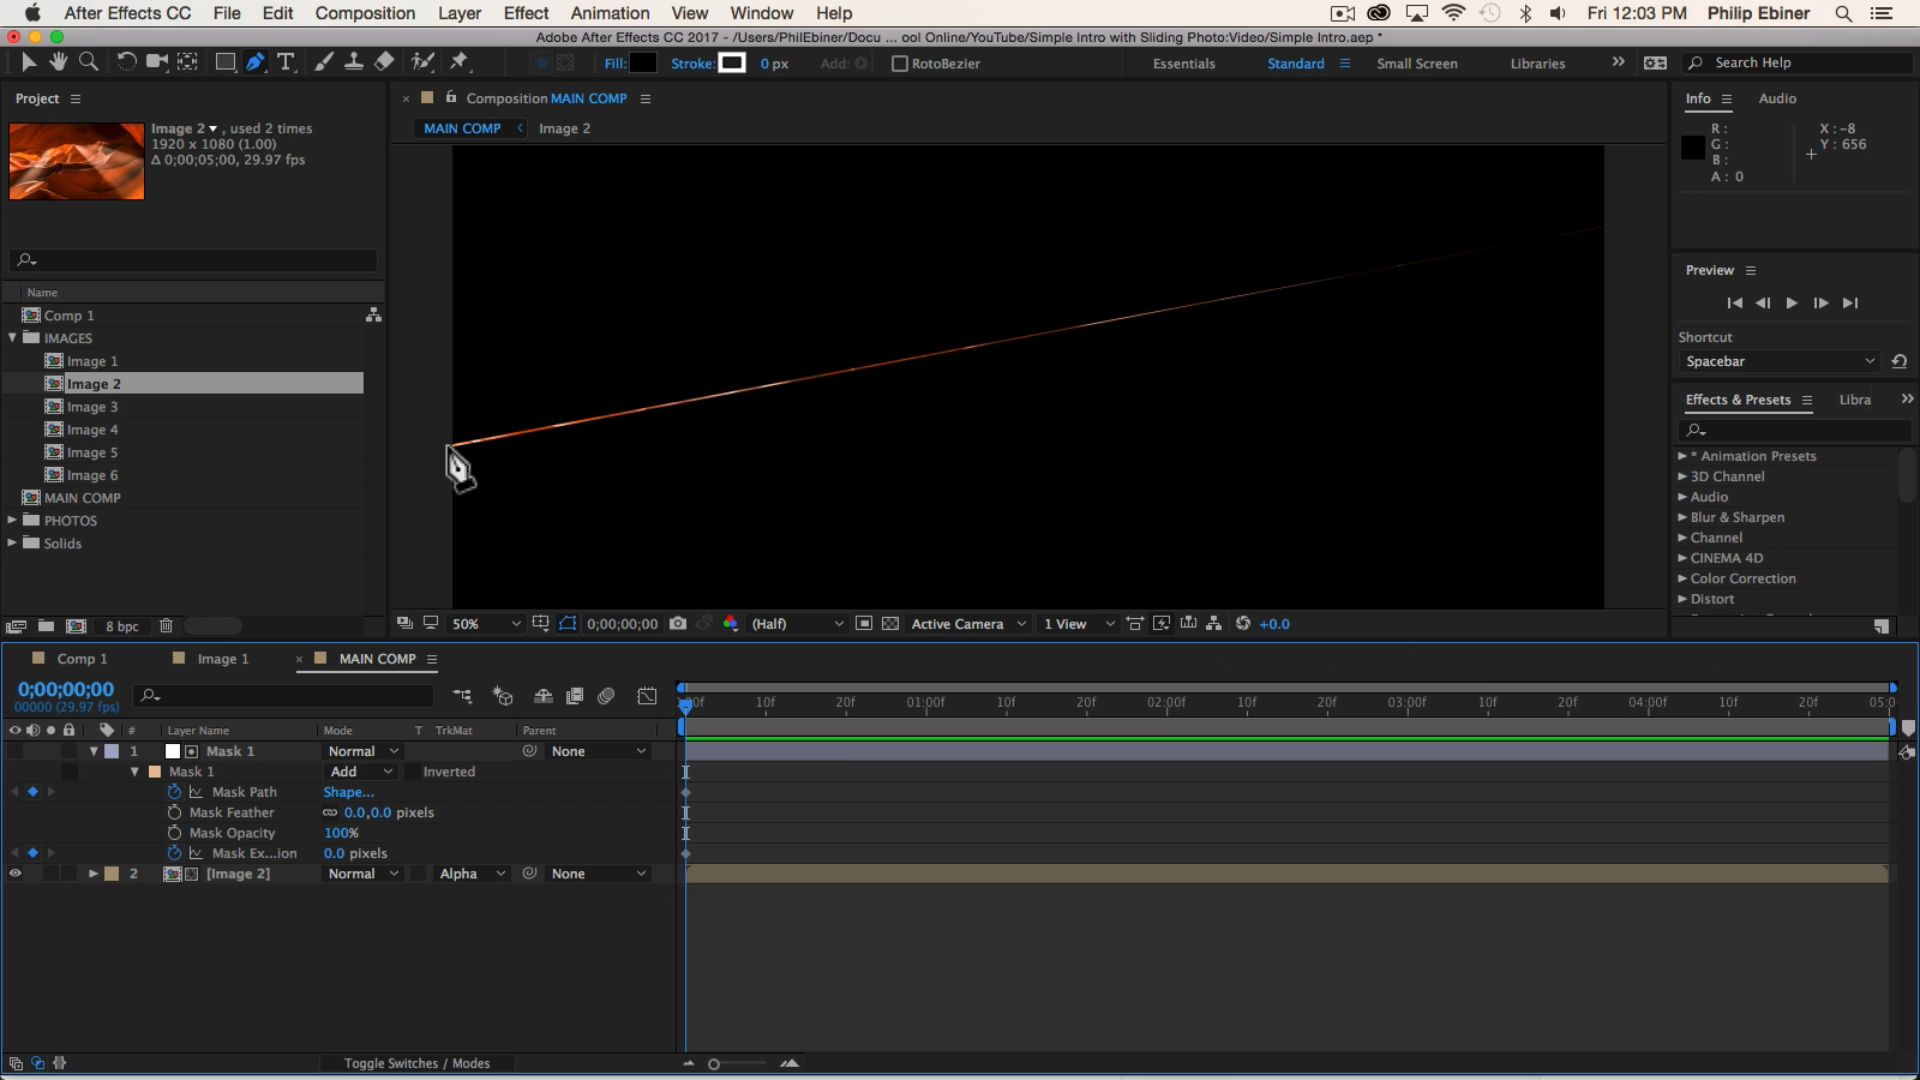 After Effects CC File Edit Composition Layer Effect Animation View Window Help Fri 12:03 PM Philip Ebiner
Adobe After Effects CC 2017 - /Users/PhilEbiner/Docu ... ool Online/YouTube/Simple Intro with Sliding Photo:Video/Simple Intro.aep *
T Fill: Stroke: 0 px Add: RotoBezier Essentials Standard Small Screen Libraries Search Help
Project
Composition MAIN COMP
Info Audio
MAIN COMP Image 2
Image 2 , used 2 times
1920 x 1080 (1.00)
Δ 0;00;05;00, 29.97 fps
R :
G :
B :
A : 0
X : -8
Y : 656
Name
Comp 1
IMAGES
Image 1
Image 2
Image 3
Image 4
Image 5
Image 6
MAIN COMP
PHOTOS
Solids
8 bpc
Preview
Shortcut
Spacebar
Effects & Presets Libra
* Animation Presets
3D Channel
Audio
Blur & Sharpen
Channel
CINEMA 4D
Color Correction
Distort
50% 0;00;00;00 (Half) Active Camera 1 View +0.0
Comp 1 Image 1 MAIN COMP
0;00;00;00
00000 (29.97 fps)
00f 10f 20f 01:00f 10f 20f 02:00f 10f 20f 03:00f 10f 20f 04:00f 10f 20f 05:0
# Layer Name Mode T TrkMat Parent
1 Mask 1 Normal None
Mask 1 Add Inverted
Mask Path Shape...
Mask Feather 0.0,0.0 pixels
Mask Opacity 100%
Mask Ex...ion 0.0 pixels
2 [Image 2] Normal Alpha None
Toggle Switches / Modes